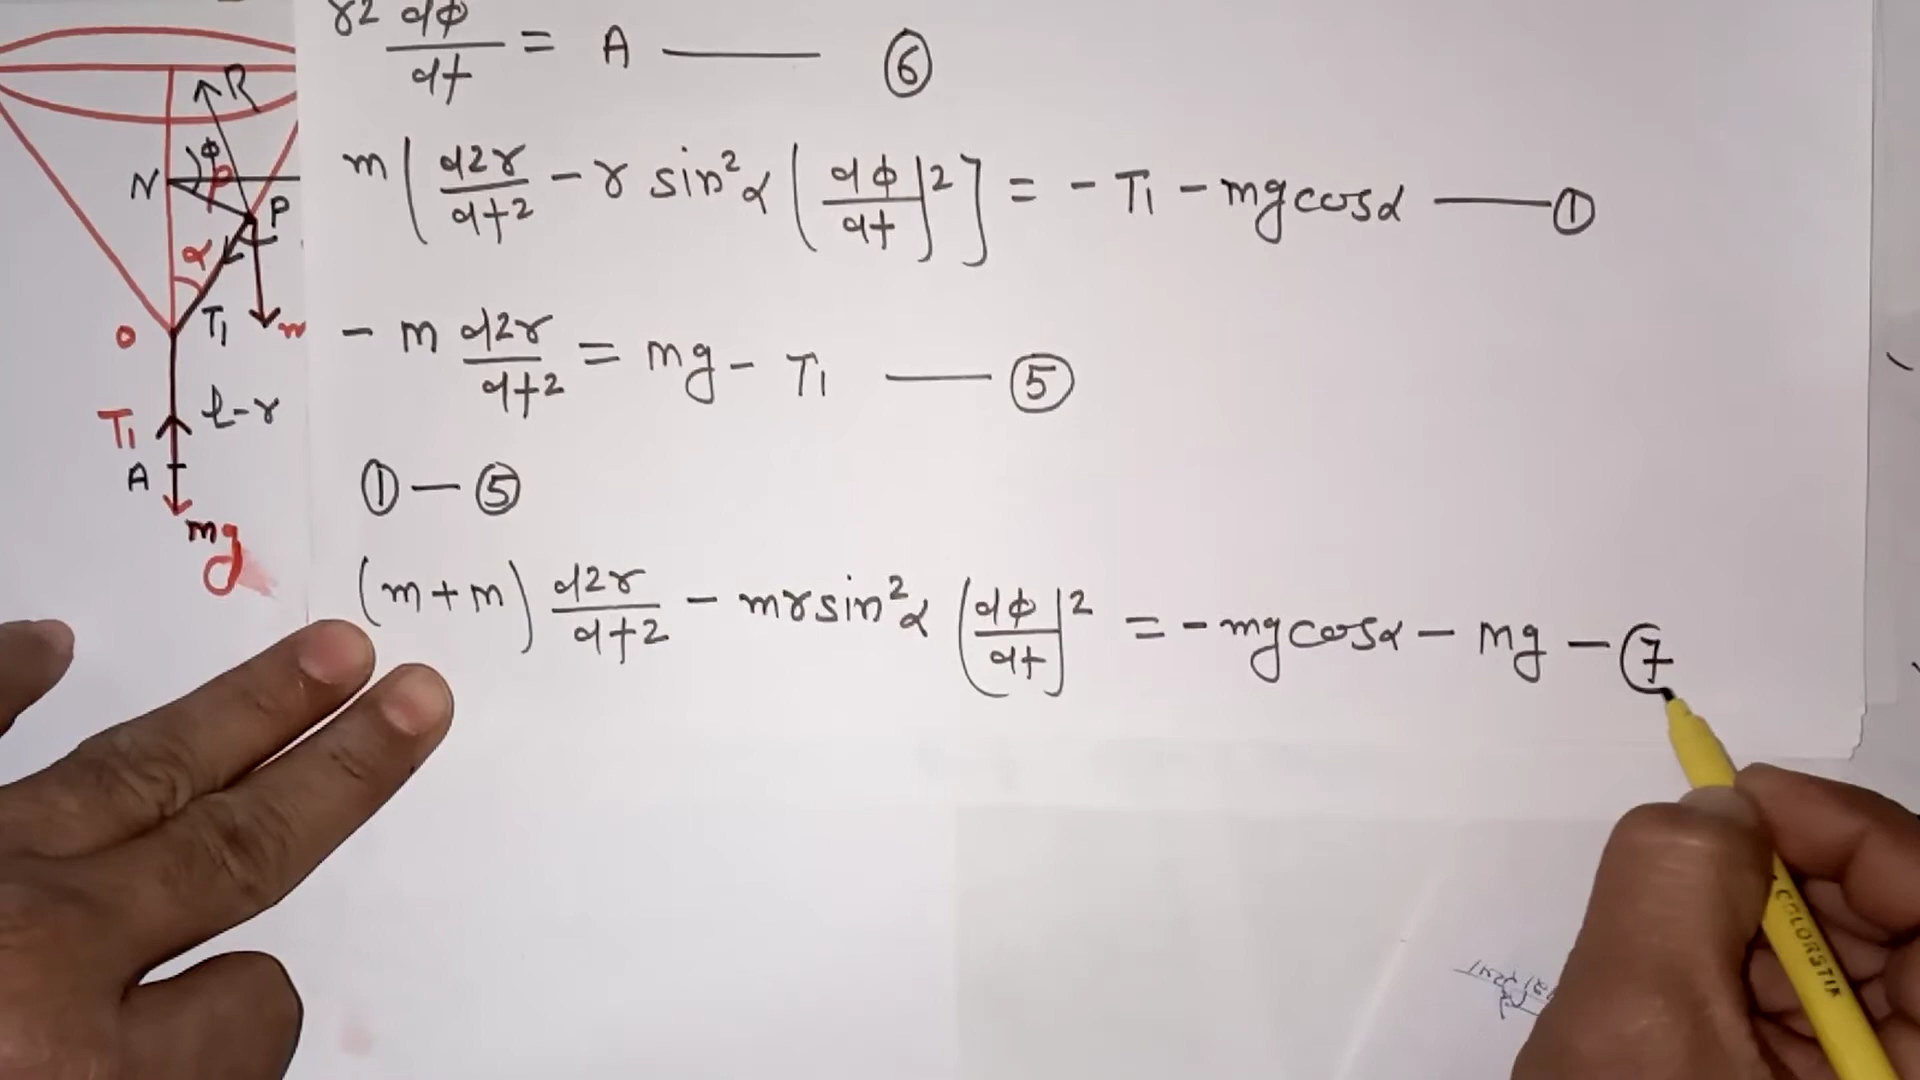 r2 dφ/dt = A —— ⑥
m[d2r/dt2 - r sin²α (dφ/dt)2] = - T1 - mg cosα —— ①
- m d2r/dt2 = mg - T1 —— ⑤
① — ⑤
(m+m) d2r/dt2 - mr sin²α (dφ/dt)2 = - mg cosα - mg - ⑦
R
φ
P
N
P
α
O
T1
m
l-r
T1
A
mg
COLORSTIX